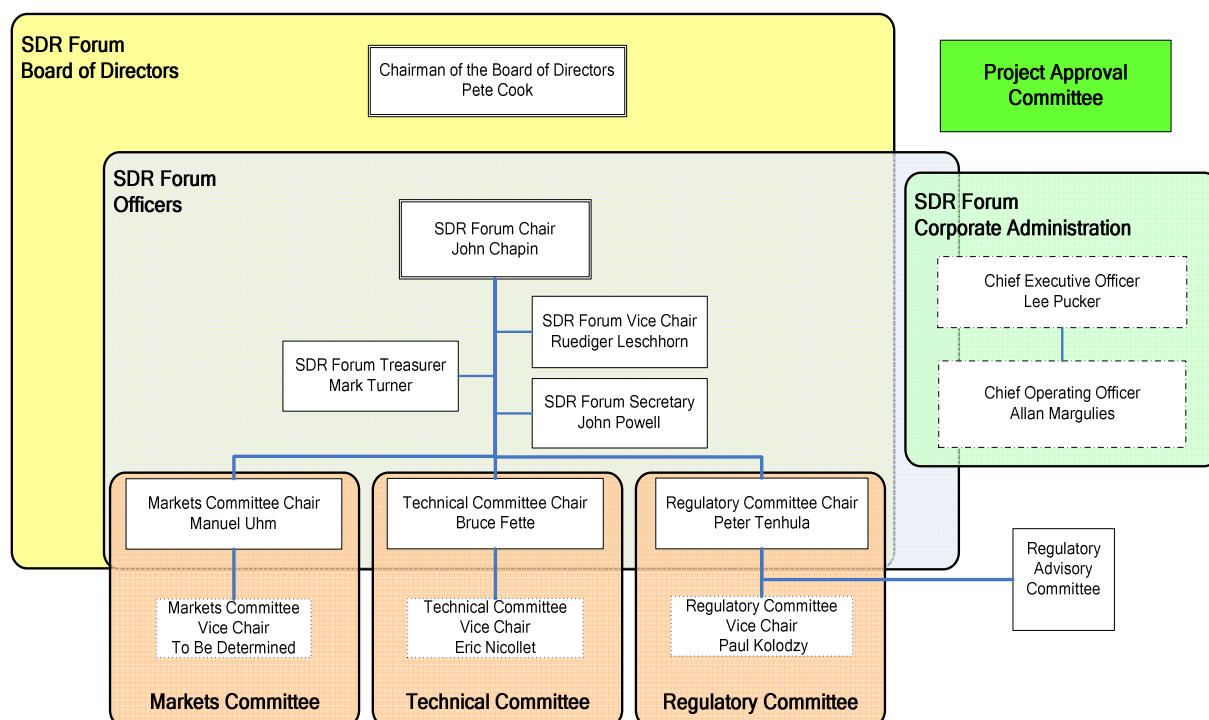 SDR Forum
Board of Directors
Chairman of the Board of Directors
Pete Cook
Project Approval
Committee
SDR Forum
Officers
SDR Forum Chair
John Chapin
SDR Forum
Corporate Administration
Chief Executive Officer
Lee Pucker
SDR Forum Vice Chair
Ruediger Leschhorn
SDR Forum Treasurer
Mark Turner
SDR Forum Secretary
John Powell
Chief Operating Officer
Allan Margulies
Markets Committee Chair
Manuel Uhm
Technical Committee Chair
Bruce Fette
Regulatory Committee Chair
Peter Tenhula
Regulatory
Advisory
Committee
Markets Committee
Vice Chair
To Be Determined
Technical Committee
Vice Chair
Eric Nicollet
Regulatory Committee
Vice Chair
Paul Kolodzy
Markets Committee
Technical Committee
Regulatory Committee